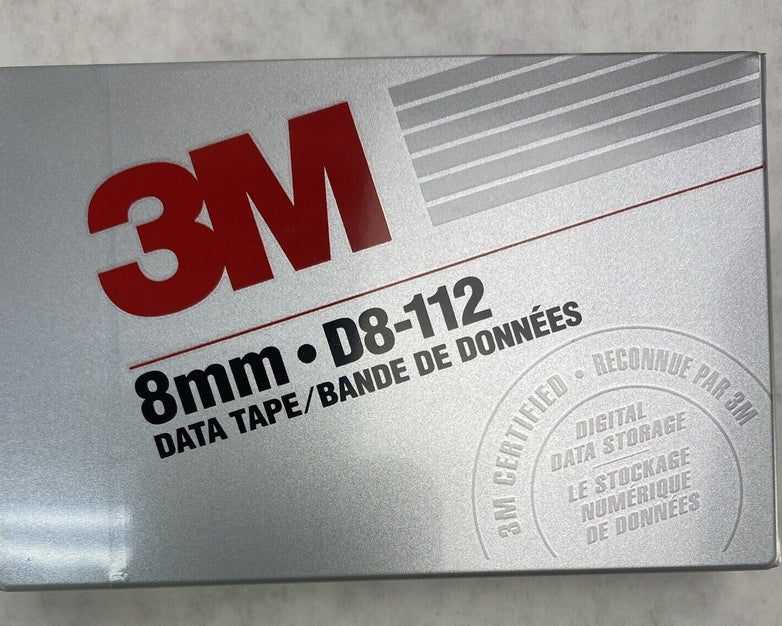 3M
8mm • D8-112
DATA TAPE/BANDE DE DONNÉES
3M CERTIFIED • RECONNUE PAR 3M
DIGITAL
DATA STORAGE
LE STOCKAGE
NUMÉRIQUE
DE DONNÉES